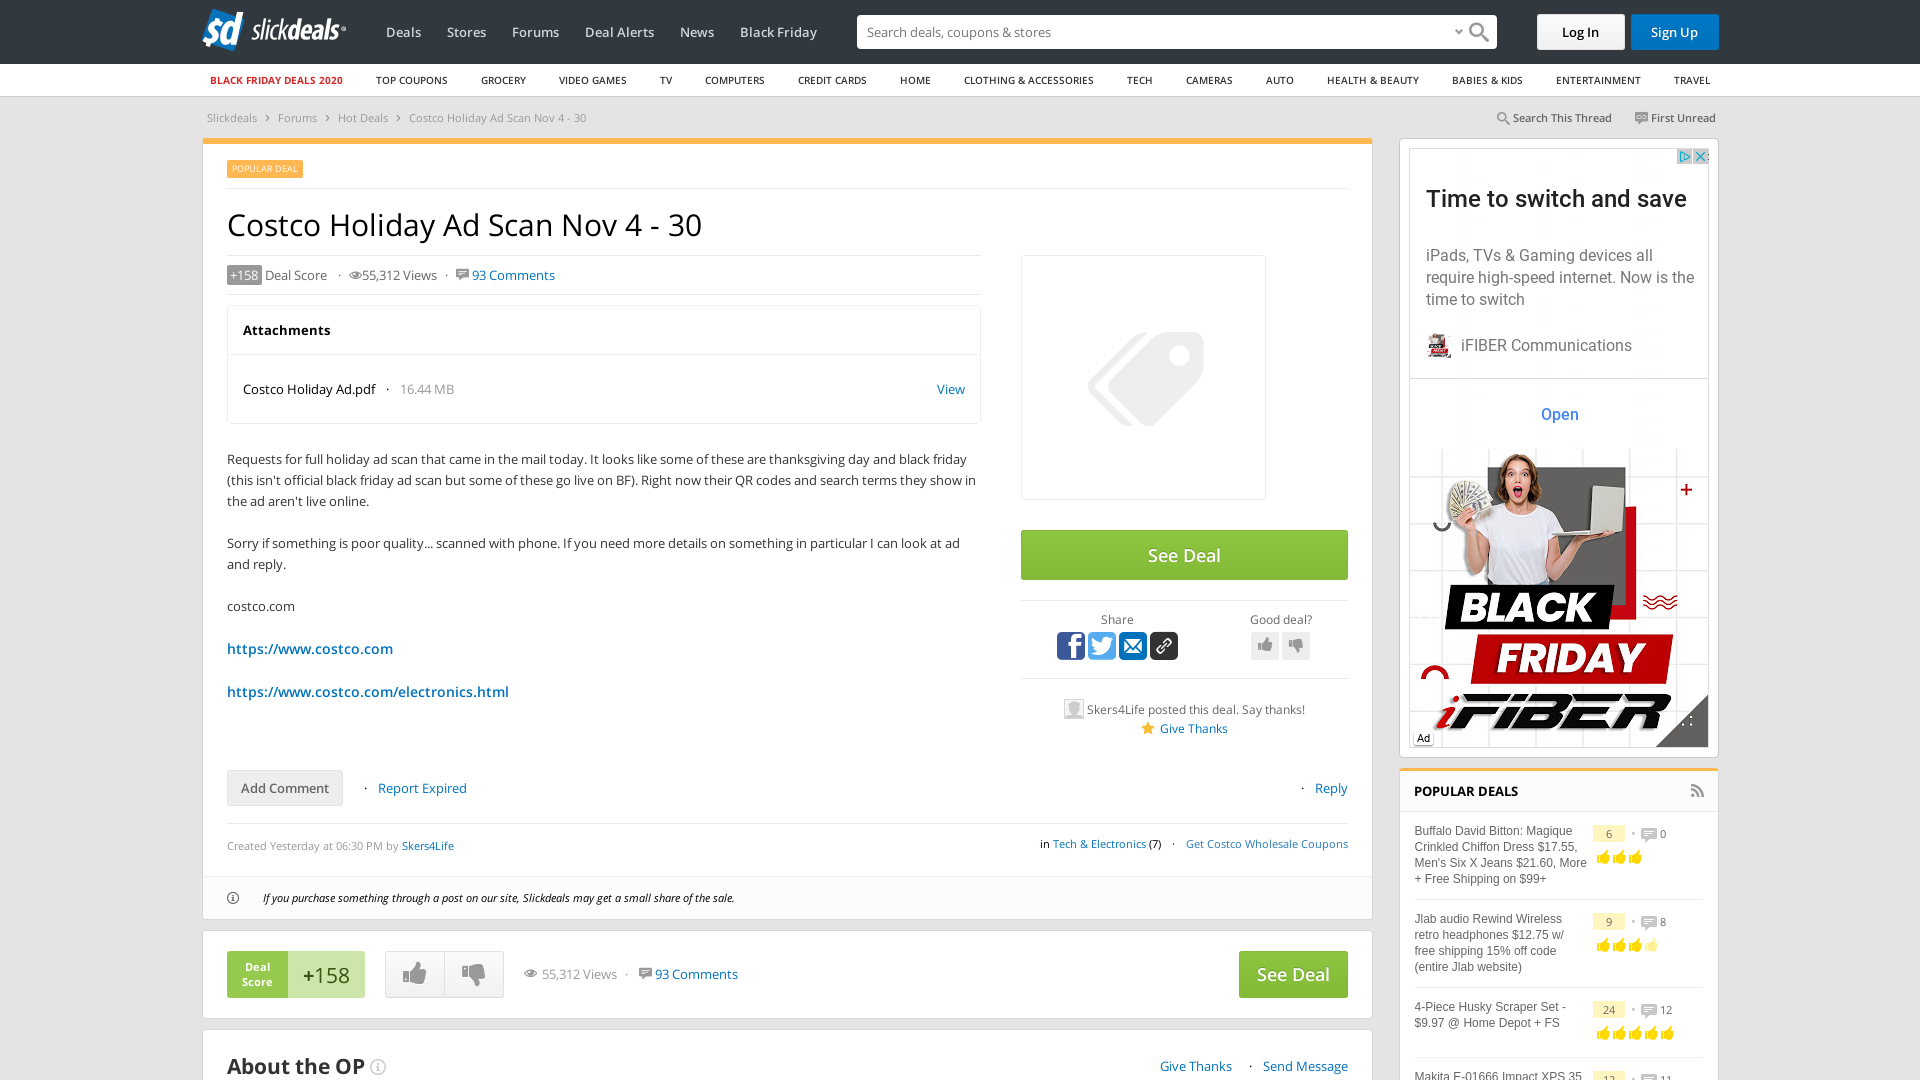 sd slickdeals
Deals
Stores
Forums
Deal Alerts
News
Black Friday
Search deals, coupons & shops
Log In
Sign Up
BLACK FRIDAY DEALS 2020
TOP COUPONS
GROCERY
VIDEO GAMES
TV
COMPUTERS
CREDIT CARDS
HOME
CLOTHING & ACCESSORIES
TECH
CAMERAS
AUTO
HEALTH & BEAUTY
BABIES & KIDS
ENTERTAINMENT
TRAVEL
Slickdeals › Forums › Hot Deals › Costco Holiday Ad Scan Nov 4 - 30
Search This Thread
First Unread
POPULAR DEAL
Costco Holiday Ad Scan Nov 4 - 30
+158 Deal Score · 55,312 Views · 93 Comments
Attachments
Costco Holiday Ad.pdf · 16.44 MB
View
Requests for full holiday ad scan that came in the mail today. It looks like some of these are thanksgiving day and black friday
(this isn't official black friday ad scan but some of these go live on BF). Right now their QR codes and search terms they show in
the ad aren't live online.
Sorry if something is poor quality... scanned with phone. If you need more details on something in particular I can look at ad
and reply.
costco.com
https://www.costco.com
https://www.costco.com/electronics.html
See Deal
Share
Good deal?
Skers4Life posted this deal. Say thanks!
Give Thanks
Add Comment
· Report Expired
· Reply
Created Yesterday at 06:30 PM by Skers4Life
in Tech & Electronics (7) · Get Costco Wholesale Coupons
If you purchase something through a post on our site, Slickdeals may get a small share of the sale.
Deal
Score
+158
55,312 Views · 93 Comments
See Deal
About the OP
Give Thanks · Send Message
Time to switch and save
iPads, TVs & Gaming devices all
require high-speed internet. Now is the
time to switch
iFIBER Communications
Open
BLACK
FRIDAY
iFIBER
Ad
POPULAR DEALS
Buffalo David Bitton: Magique
Crinkled Chiffon Dress $17.55,
Men's Six X Jeans $21.60, More
+ Free Shipping on $99+
6 • 0
Jlab audio Rewind Wireless
retro headphones $12.75 w/
free shipping 15% off code
(entire Jlab website)
9 • 8
4-Piece Husky Scraper Set -
$9.97 @ Home Depot + FS
24 • 12
Makita E-01666 Impact XPS 35
12 • 11